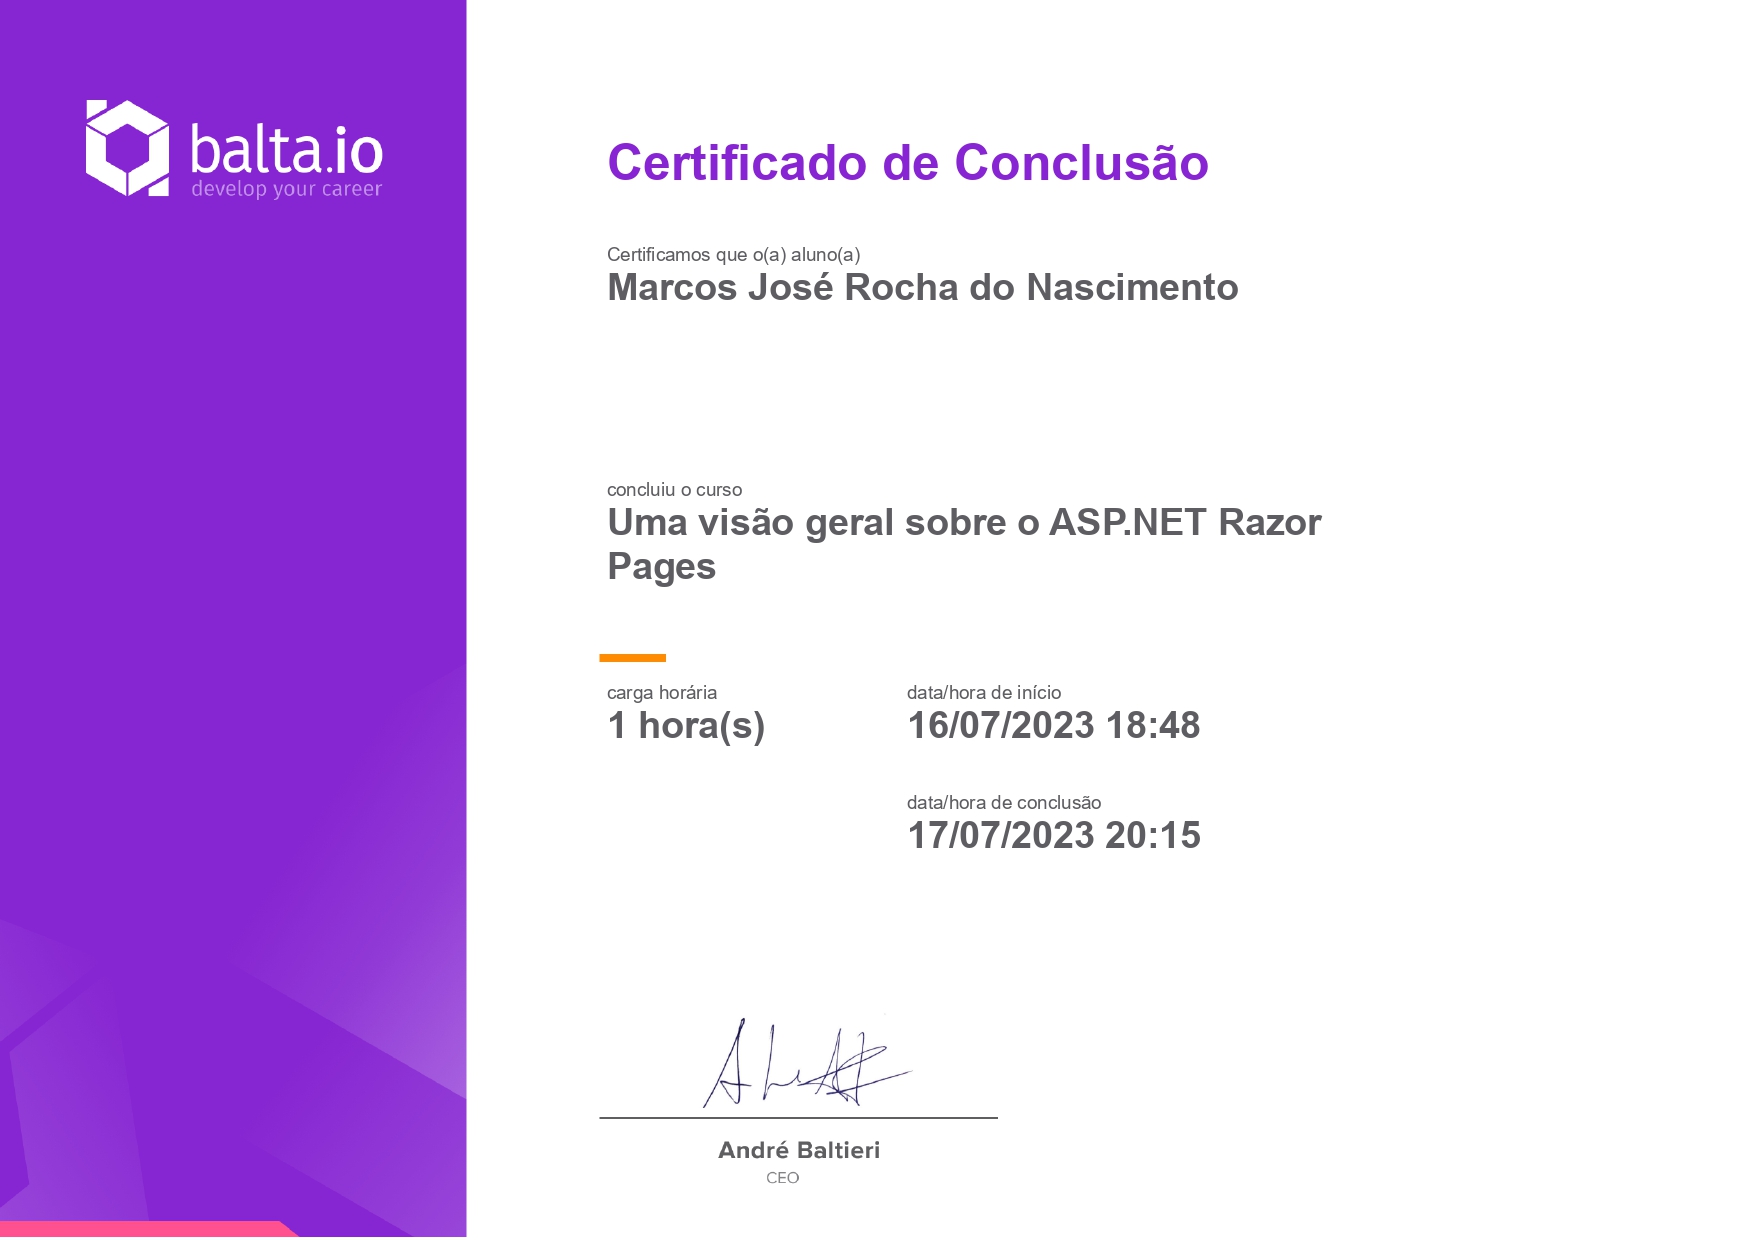 balta.io
develop your career
Certificado de Conclusão
Certificamos que o(a) aluno(a)
Marcos José Rocha do Nascimento
concluiu o curso
Uma visão geral sobre o ASP.NET Razor
Pages
carga horária
1 hora(s)
data/hora de início
16/07/2023 18:48
data/hora de conclusão
17/07/2023 20:15
André Baltieri
CEO